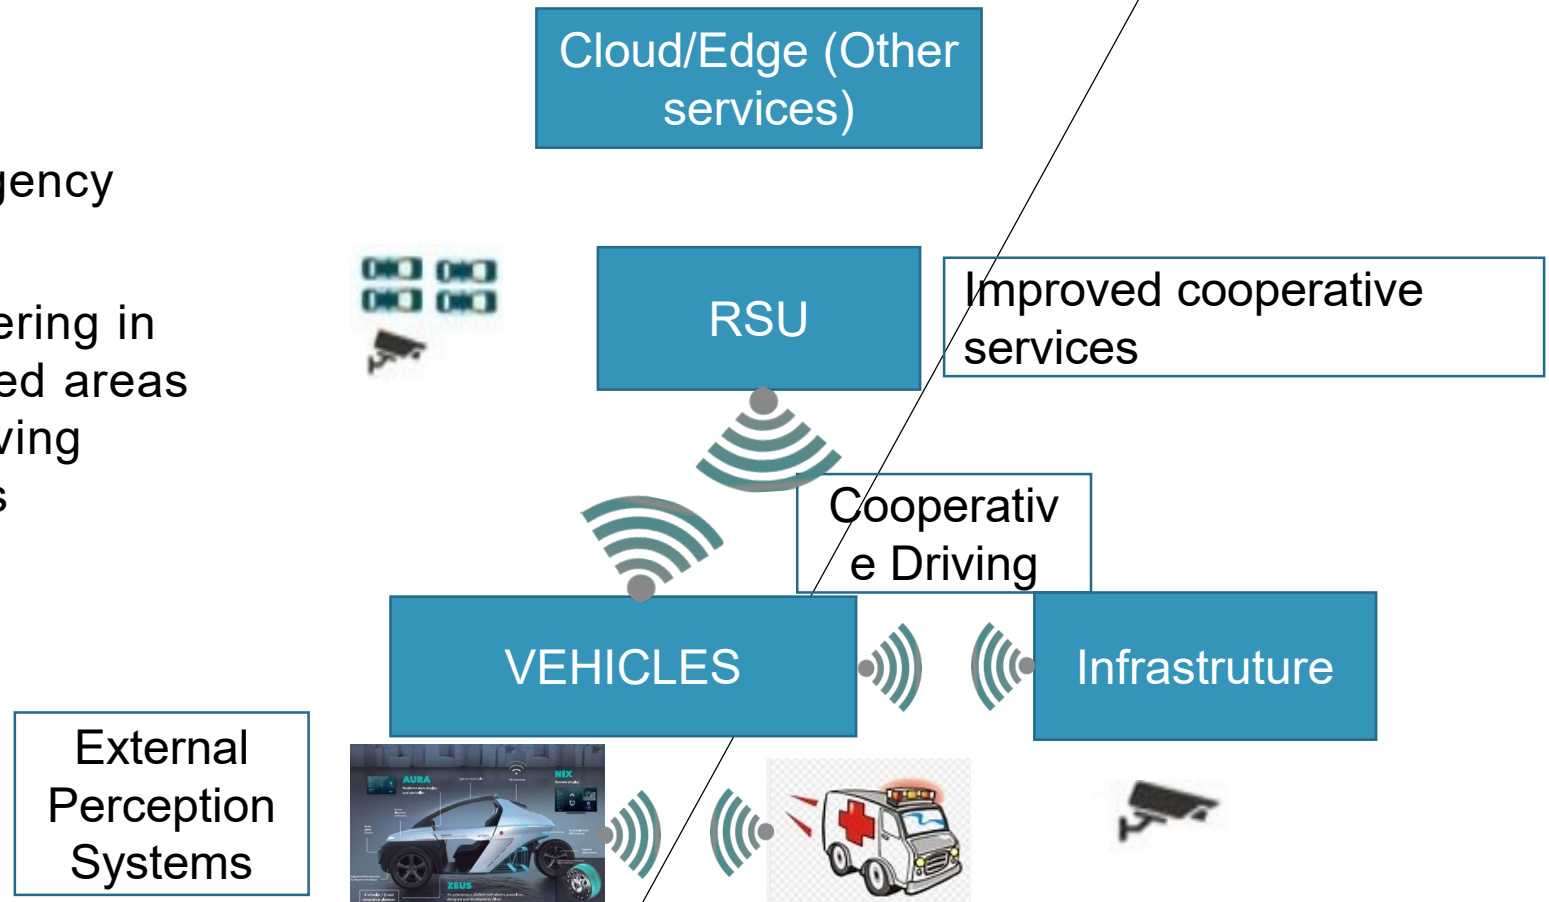 Cloud/Edge (Other
services)
gency
ering in
ed areas
ving
s
RSU
Improved cooperative
services
Cooperativ
e Driving
VEHICLES
Infrastruture
External
Perception
Systems
AURA
NIX
ZEUS